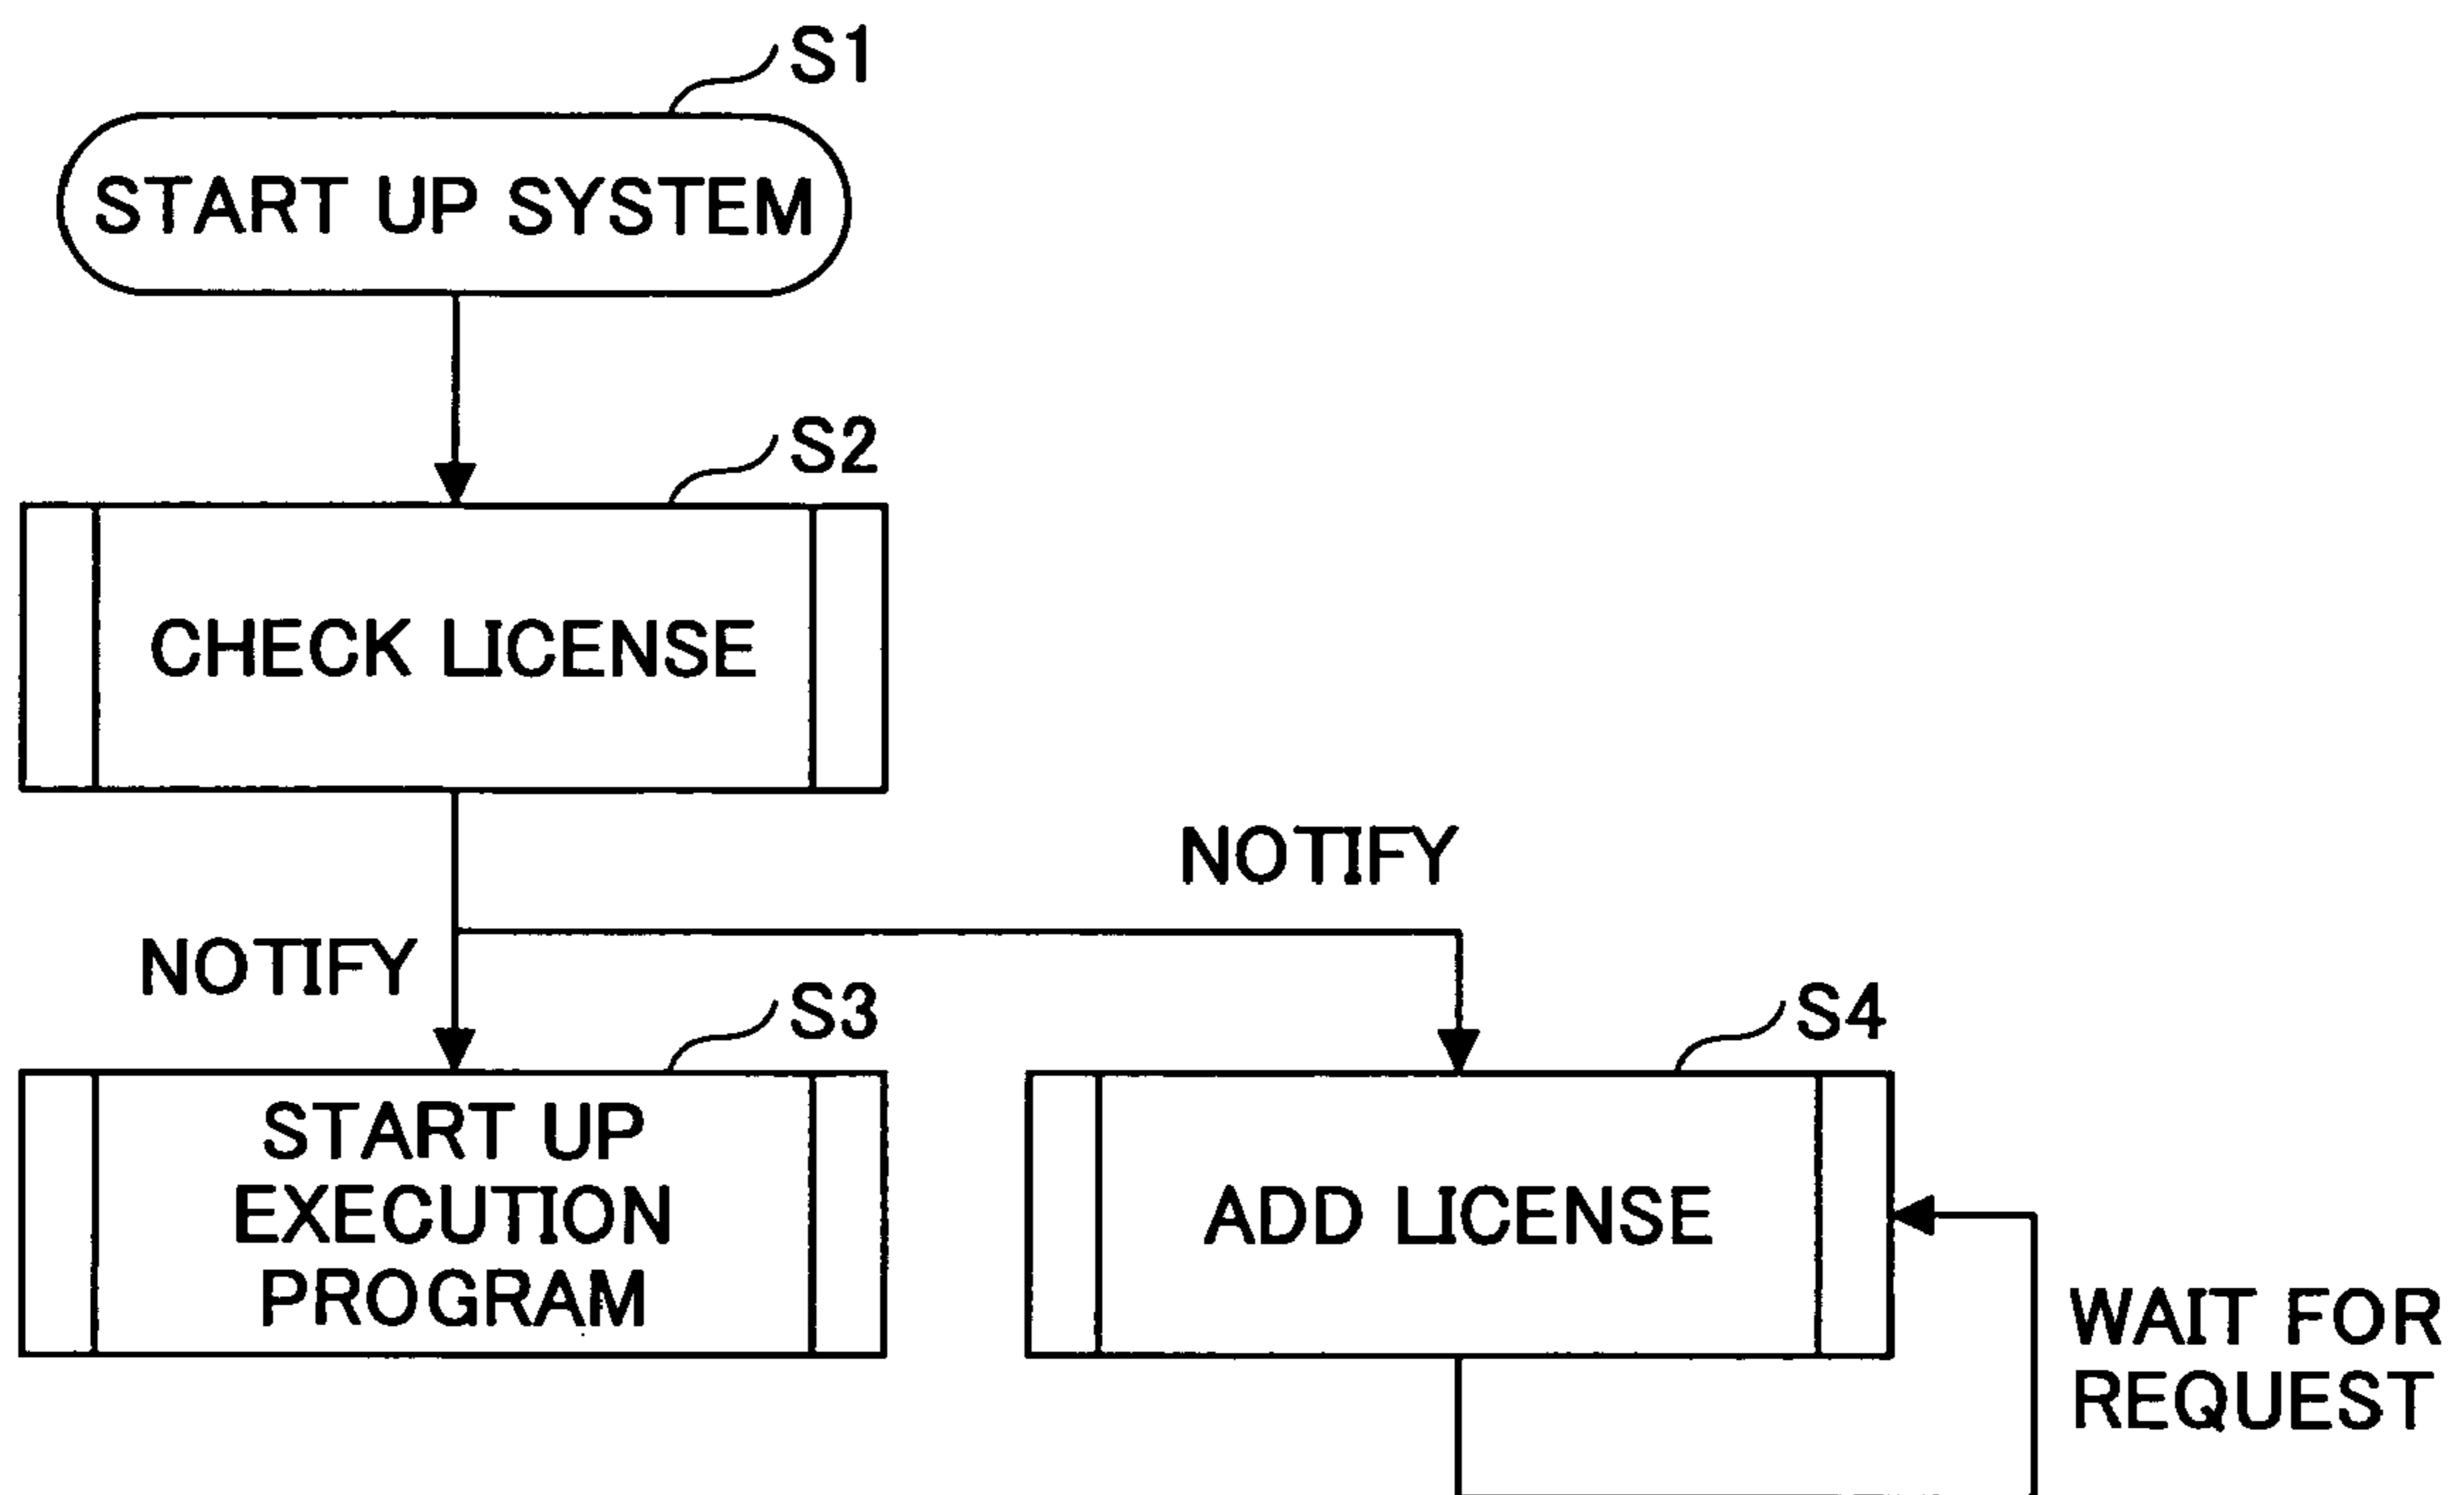 S1
START UP SYSTEM
S2
CHECK LICENSE
NOTIFY
NOTIFY
S3
S4
START UP
EXECUTION
PROGRAM
ADD LICENSE
WAIT FOR
REQUEST